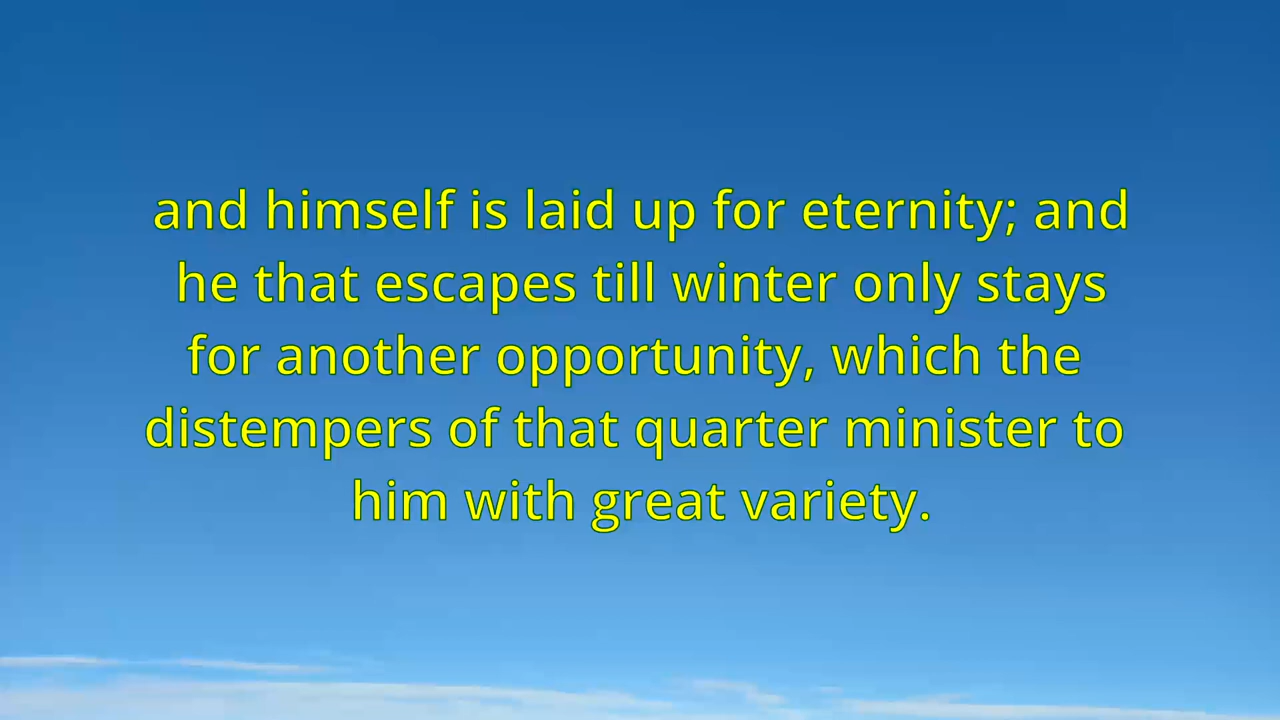 and himself is laid up for eternity; and
he that escapes till winter only stays
for another opportunity, which the
distempers of that quarter minister to
him with great variety.